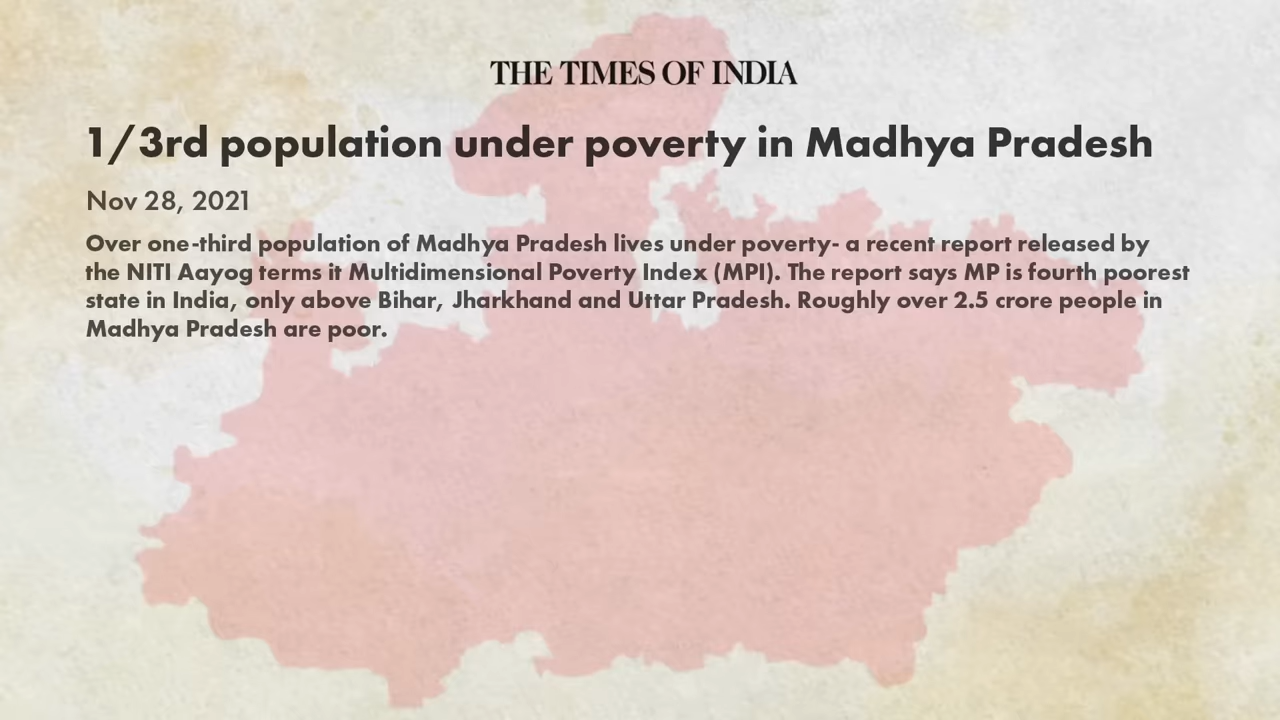 THE TIMES OF INDIA
1/3rd population under poverty in Madhya Pradesh
Nov 28, 2021
Over one-third population of Madhya Pradesh lives under poverty- a recent report released by
the NITI Aayog terms it Multidimensional Poverty Index (MPI). The report says MP is fourth poorest
state in India, only above Bihar, Jharkhand and Uttar Pradesh. Roughly over 2.5 crore people in
Madhya Pradesh are poor.